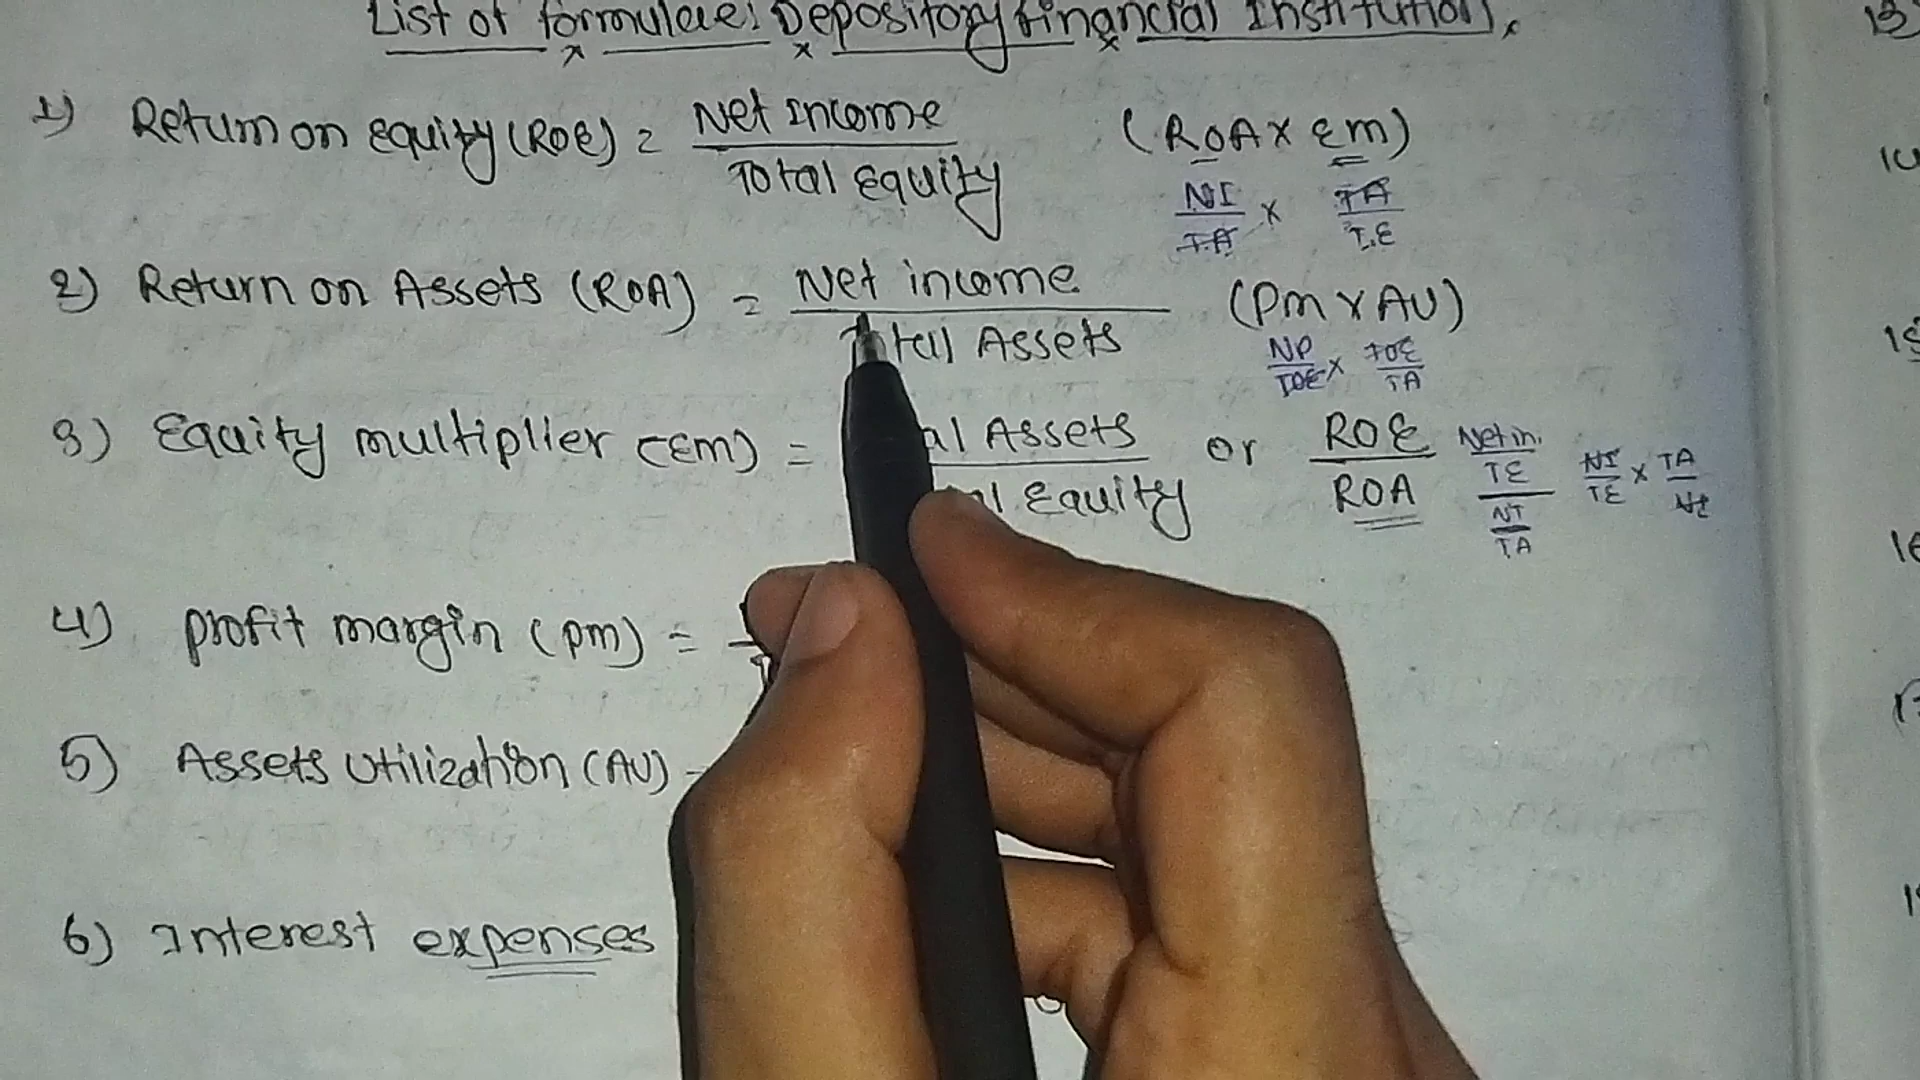 List of formulae: Depository financial Institution.
1) Return on equity (ROE) = Net Income / Total Equity (ROA x Em)
NI / T.A x TA / T.E
2) Return on Assets (ROA) = Net income / Total Assets (Pm x AU)
NP / TOE x TOE / TA
3) Equity multiplier (Em) = al Assets / al Equity or ROE / ROA Net in. / TE / NI / TA NI / TE x TA / NI
4) profit margin (pm) =
5) Assets Utilization (AU)
6) Interest expenses